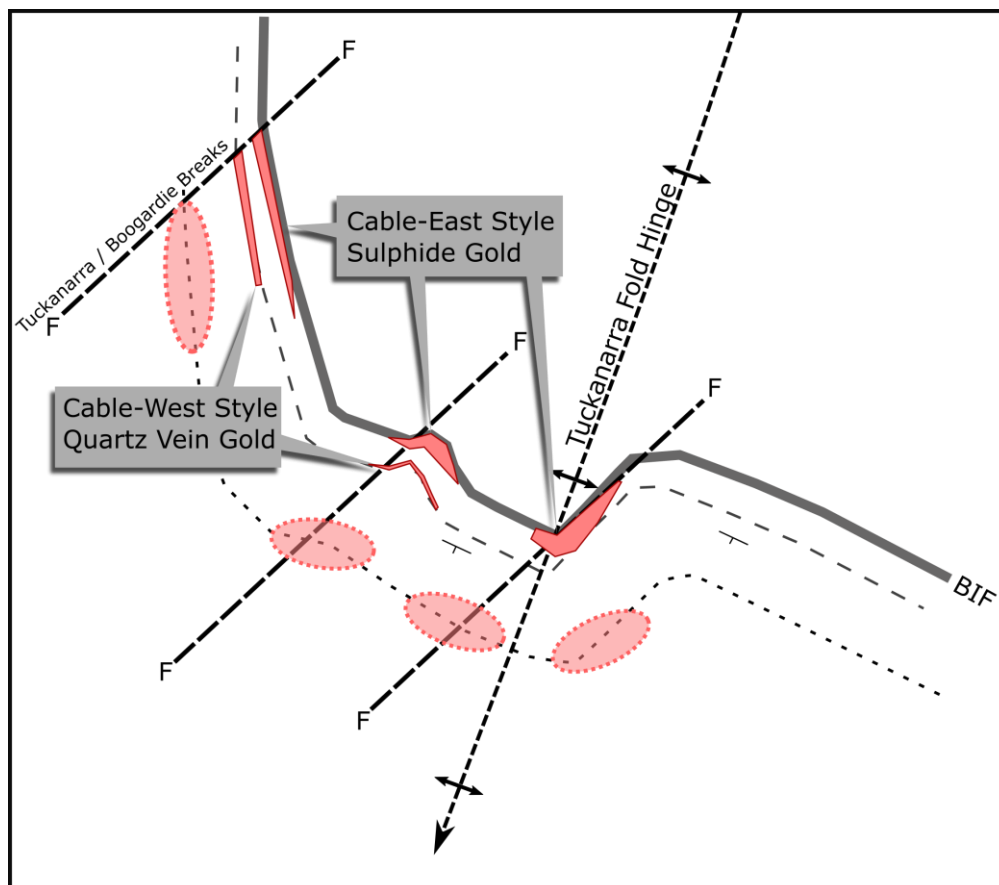 F
Tuckanarra / Boogardie Breaks
F
Cable-East Style
Sulphide Gold
Tuckanarra Fold Hinge
F
F
Cable-West Style
Quartz Vein Gold
BIF
F
F